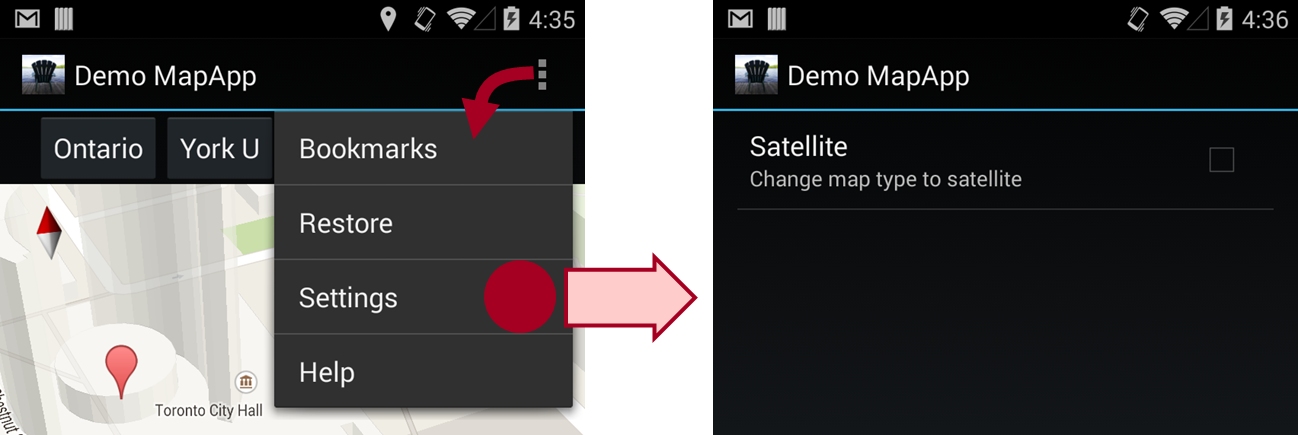 4:35
Demo MapApp
Ontario
York U
Bookmarks
Restore
Settings
Help
Toronto City Hall
4:36
Demo MapApp
Satellite
Change map type to satellite